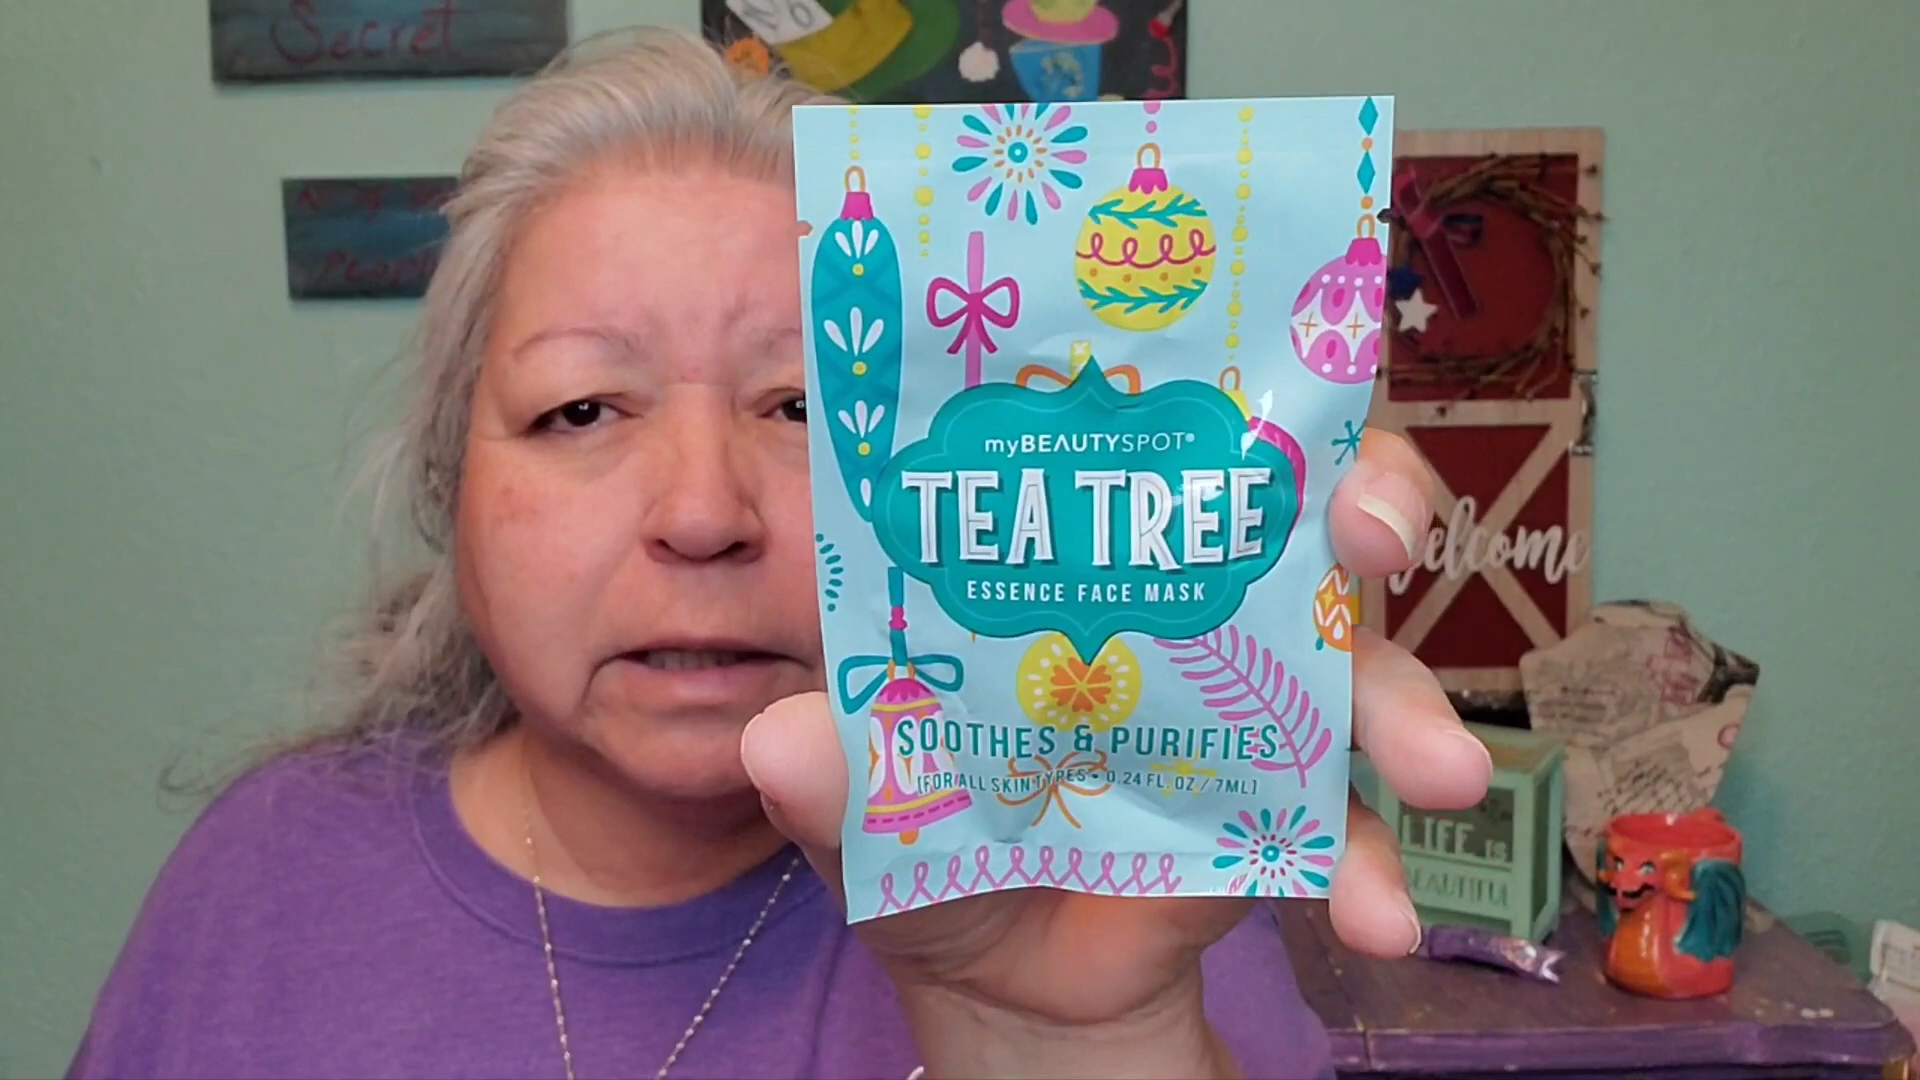 Secret
myBEAUTYSPOT®
TEA TREE
ESSENCE FACE MASK
SOOTHES & PURIFIES
[FOR ALL SKIN TYPES • 0.24 FL. OZ / 7ML]
welcome
LIFE IS
BEAUTIFUL